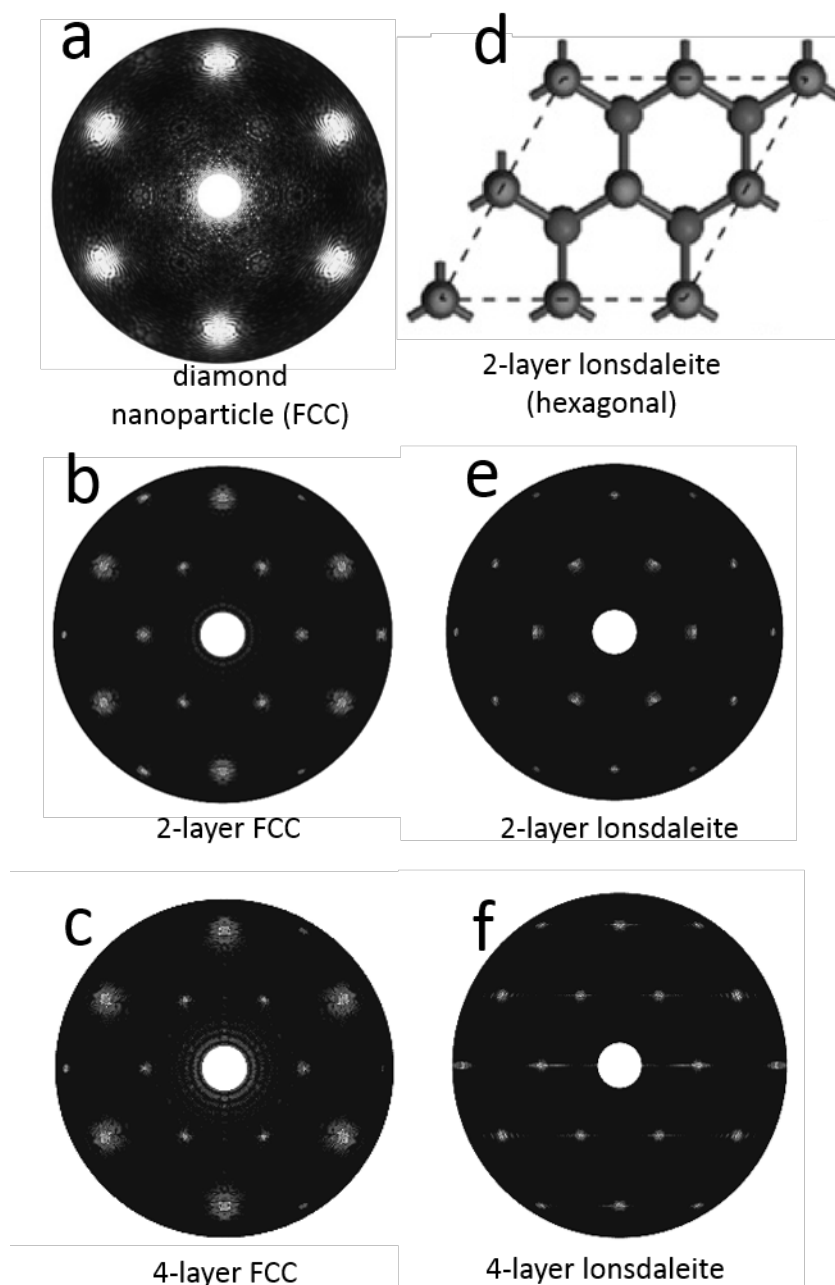 a
diamond
nanoparticle (FCC)
d
2-layer lonsdaleite
(hexagonal)
b
2-layer FCC
e
2-layer lonsdaleite
c
4-layer FCC
f
4-layer lonsdaleite